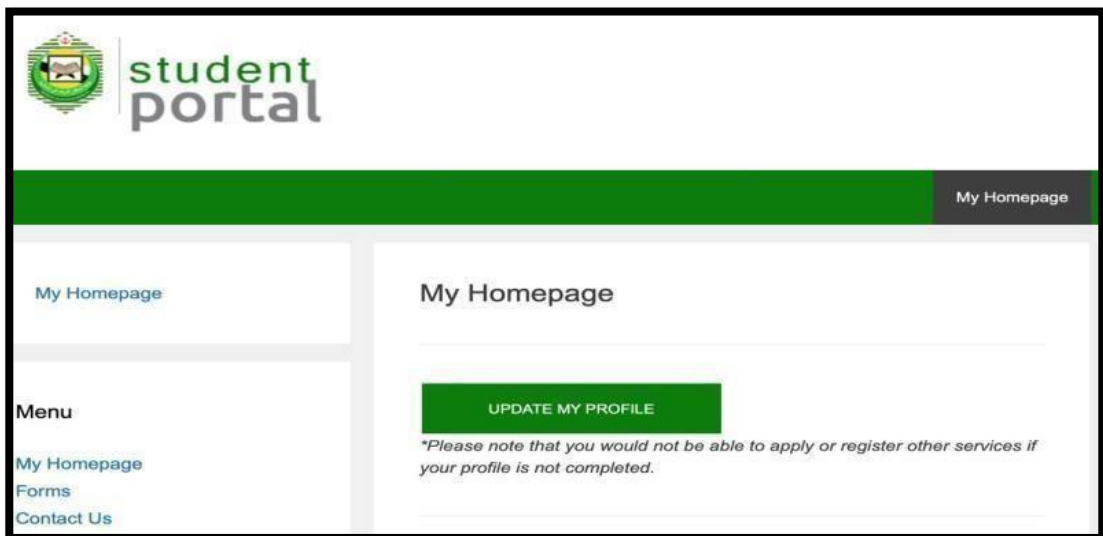 student
portal
My Homepage
My Homepage
Menu
My Homepage
Forms
Contact Us
My Homepage
UPDATE MY PROFILE
*Please note that you would not be able to apply or register other services if
your profile is not completed.